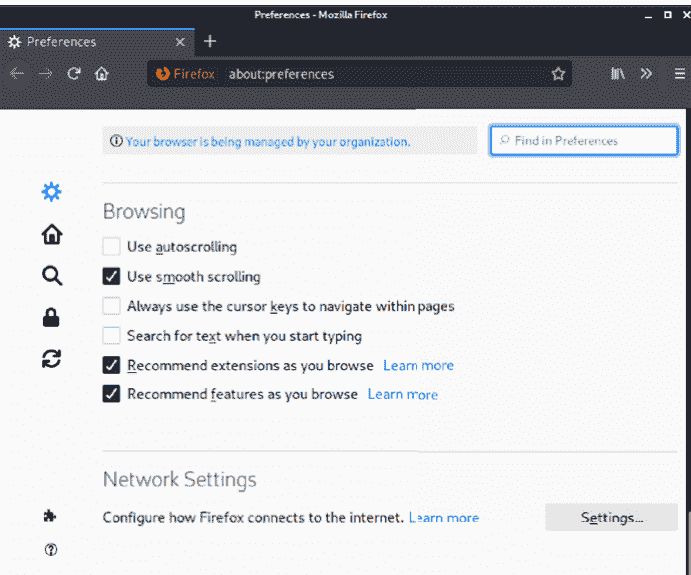 Preferences - Mozilla Firefox
Preferences
Firefox about:preferences
Your browser is being managed by your organization.
Find in Preferences
Browsing
Use autoscrolling
Use smooth scrolling
Always use the cursor keys to navigate within pages
Search for text when you start typing
Recommend extensions as you browse Learn more
Recommend features as you browse Learn more
Network Settings
Configure how Firefox connects to the internet. Learn more
Settings...